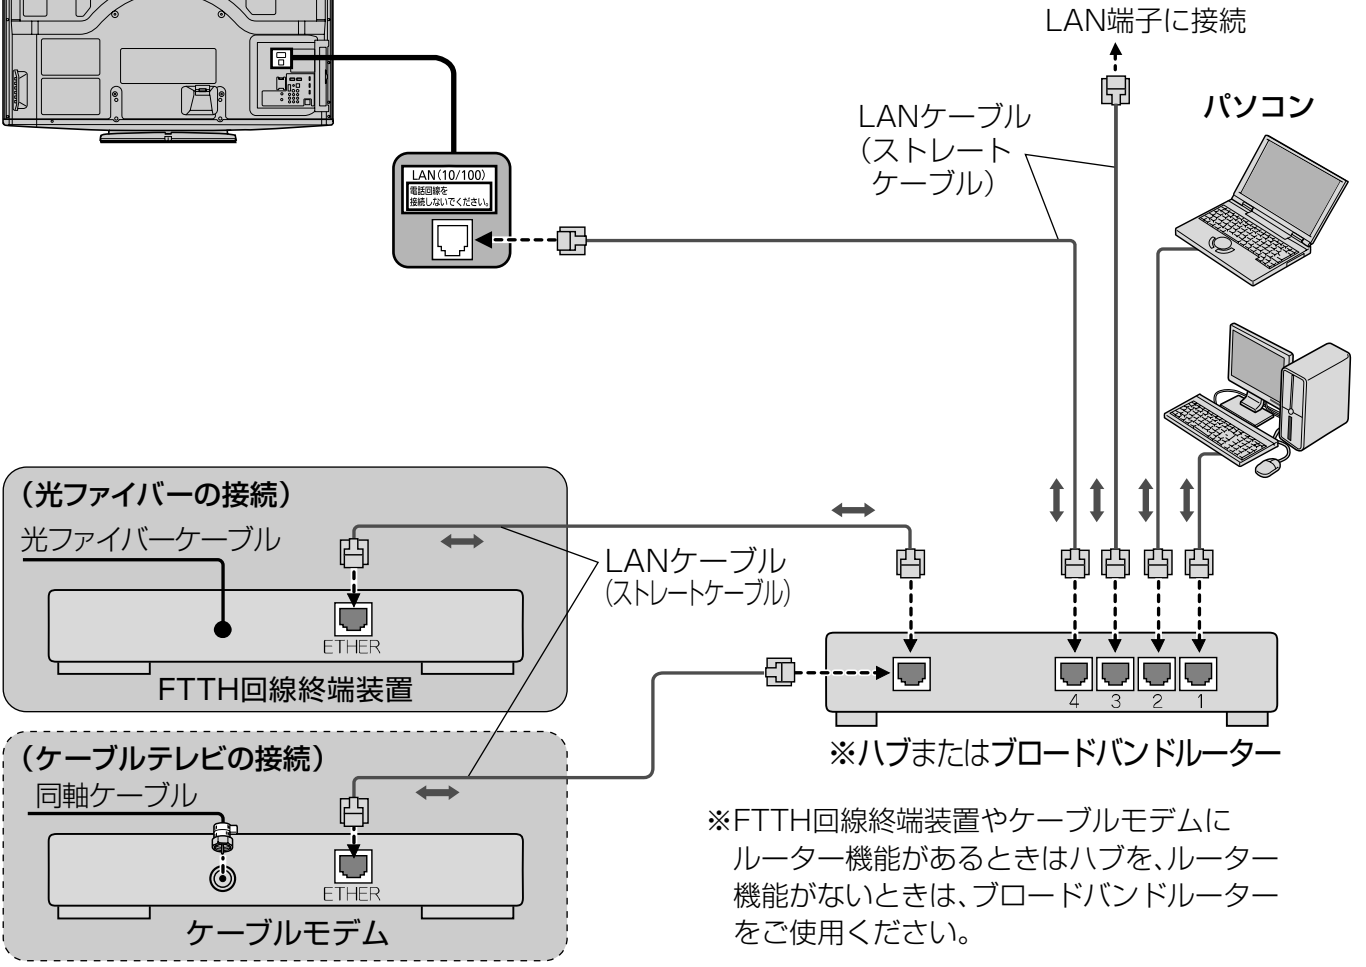 LAN端子に接続
パソコン
LANケーブル
（ストレート
ケーブル）
LAN(10/100)
電話回線を
接続しないでください。
（光ファイバーの接続）
光ファイバーケーブル
ETHER
FTTH回線終端装置
LANケーブル
（ストレートケーブル）
4 3 2 1
※ハブまたはブロードバンドルーター
（ケーブルテレビの接続）
同軸ケーブル
ETHER
ケーブルモデム
※FTTH回線終端装置やケーブルモデムに
ルーター機能があるときはハブを、ルーター
機能がないときは、ブロードバンドルーター
をご使用ください。